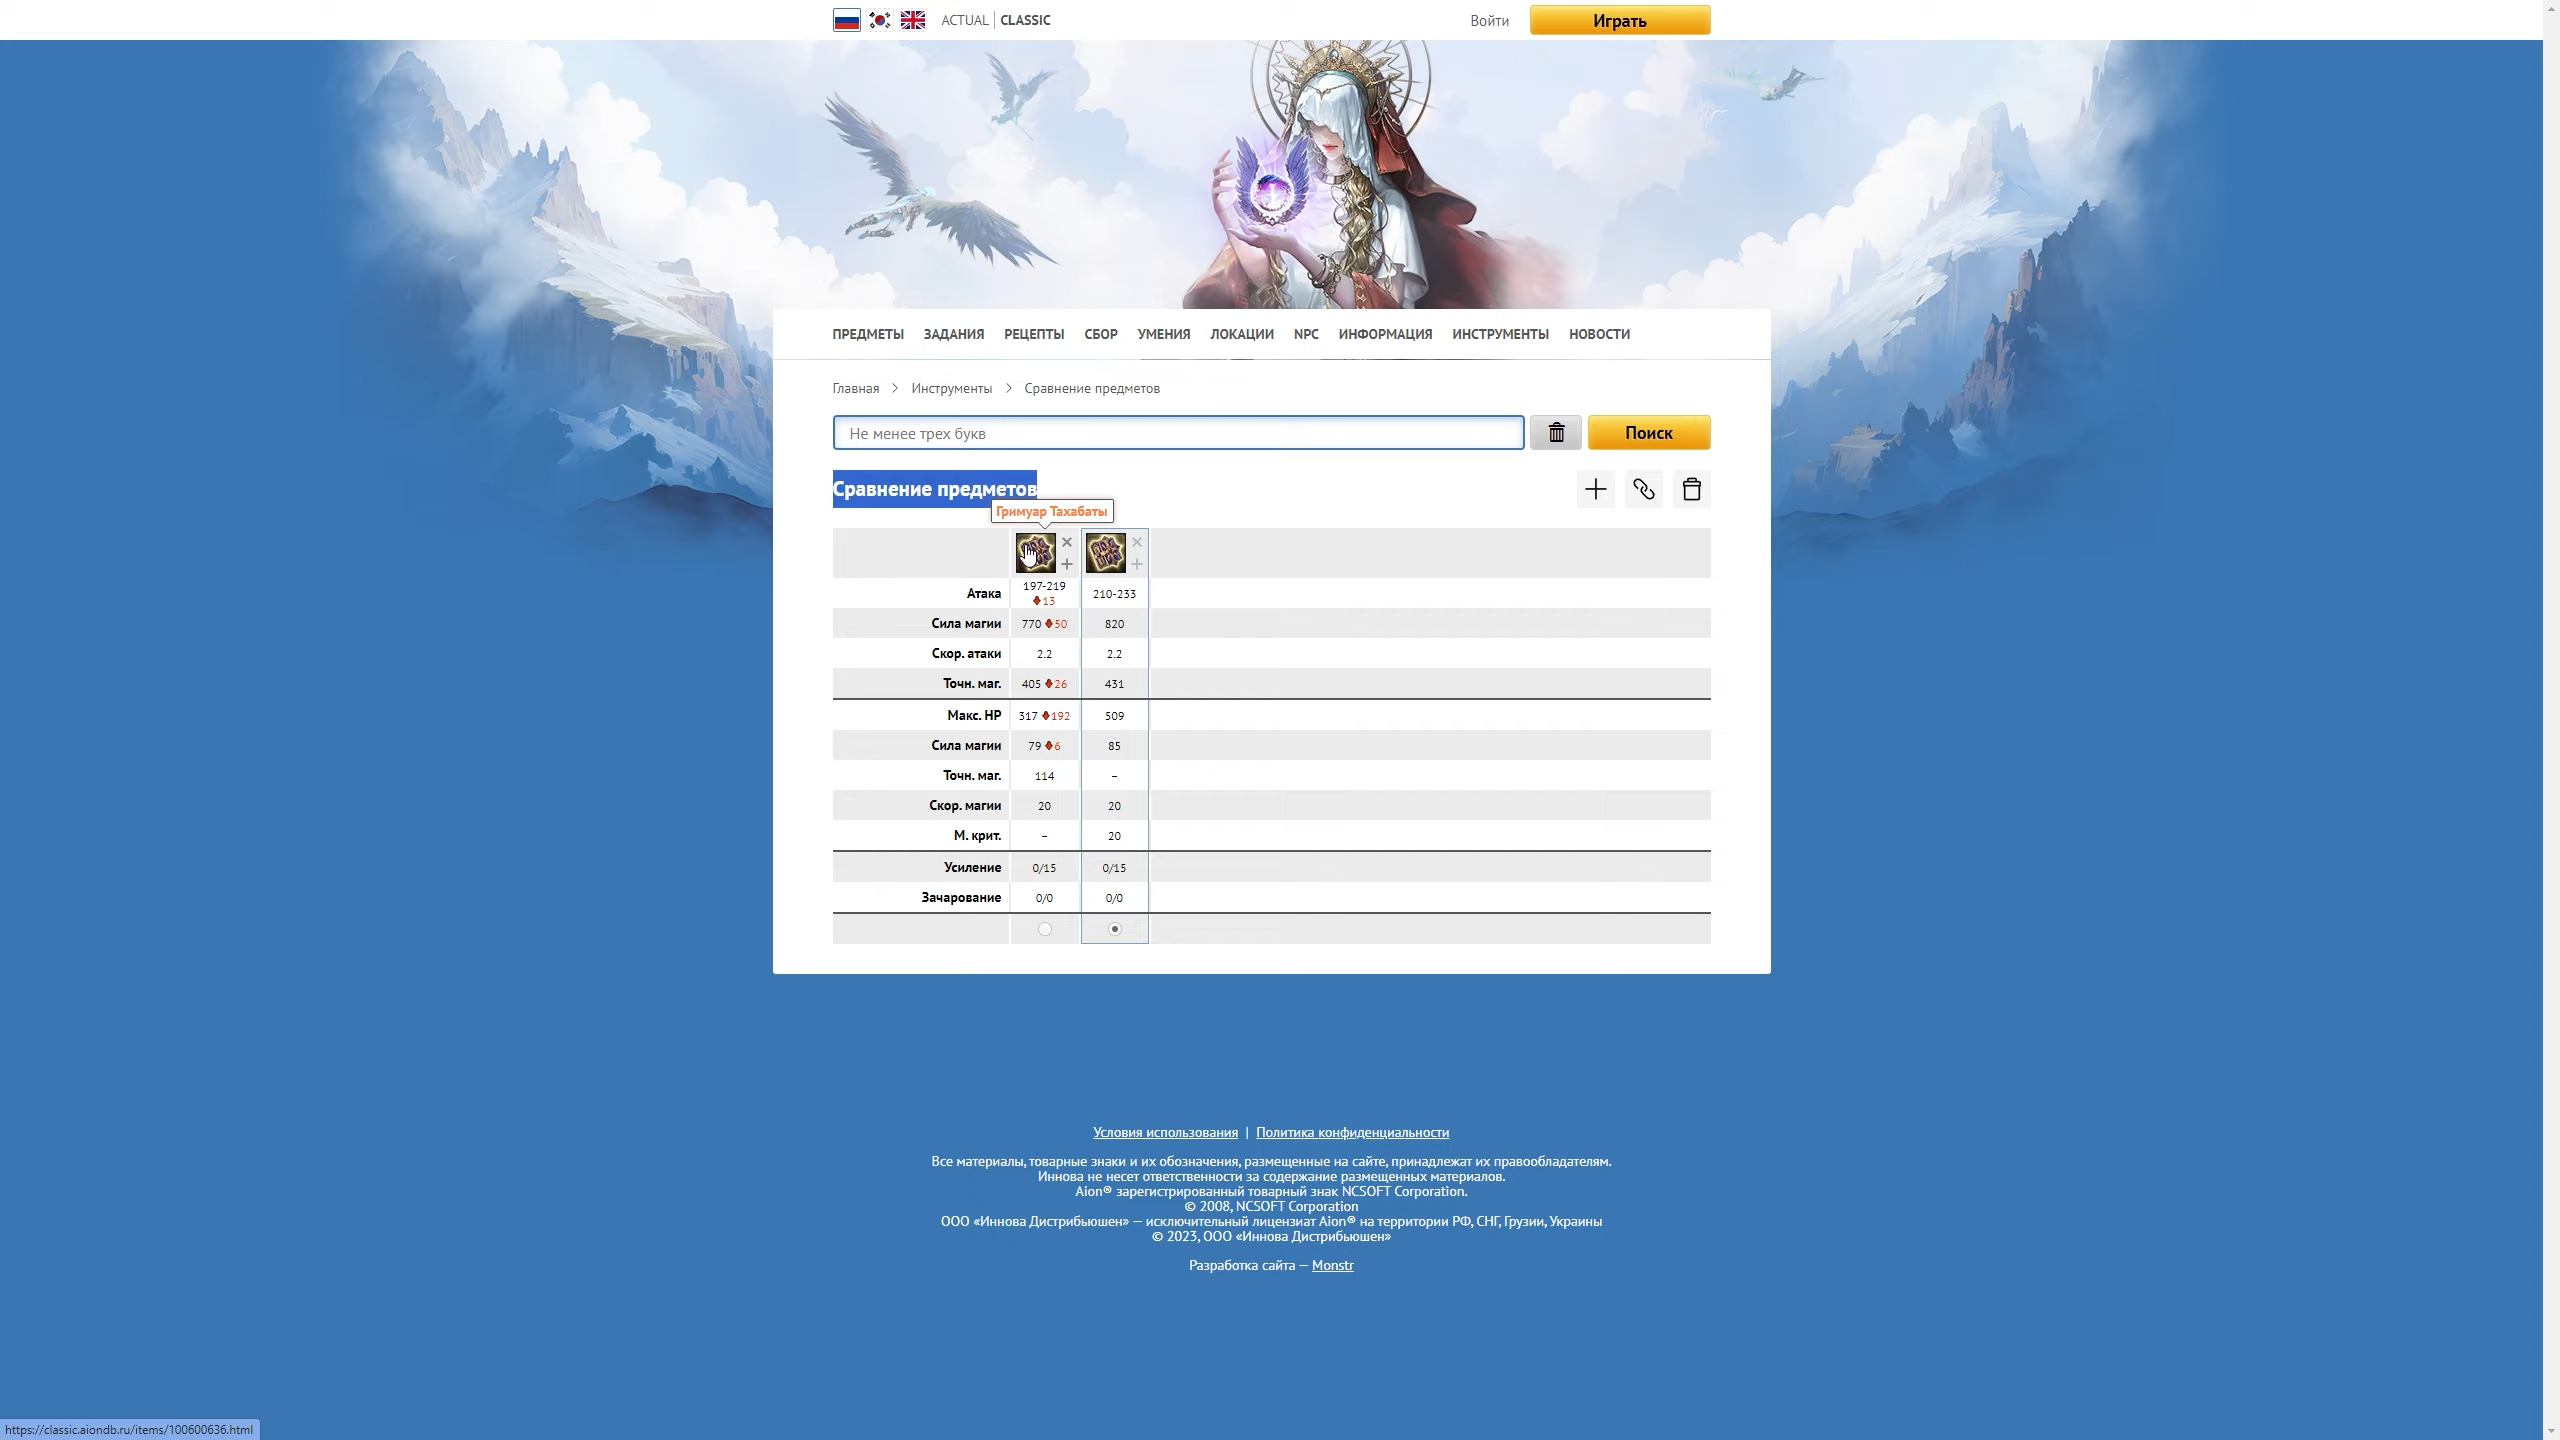 ACTUAL CLASSIC Войти Играть
ПРЕДМЕТЫ ЗАДАНИЯ РЕЦЕПТЫ СБОР УМЕНИЯ ЛОКАЦИИ NPC ИНФОРМАЦИЯ ИНСТРУМЕНТЫ НОВОСТИ
Главная > Инструменты > Сравнение предметов
Не менее трех букв Поиск
Сравнение предметов
Гримуар Тахабаты
Атака 197-219 13 210-233
Сила магии 770 50 820
Скор. атаки 2.2 2.2
Точн. маг. 405 26 431
Макс. HP 317 192 509
Сила магии 79 6 85
Точн. маг. 114 –
Скор. магии 20 20
М. крит. – 20
Усиление 0/15 0/15
Зачарование 0/0 0/0
Условия использования | Политика конфиденциальности
Все материалы, товарные знаки и их обозначения, размещенные на сайте, принадлежат их правообладателям.
Иннова не несет ответственности за содержание размещенных материалов.
Aion® зарегистрированный товарный знак NCSOFT Corporation.
© 2008, NCSOFT Corporation
ООО «Иннова Дистрибьюшен» — исключительный лицензиат Aion® на территории РФ, СНГ, Грузии, Украины
© 2023, ООО «Иннова Дистрибьюшен»
Разработка сайта — Monstr
https://classic.aiondb.ru/items/100600636.html